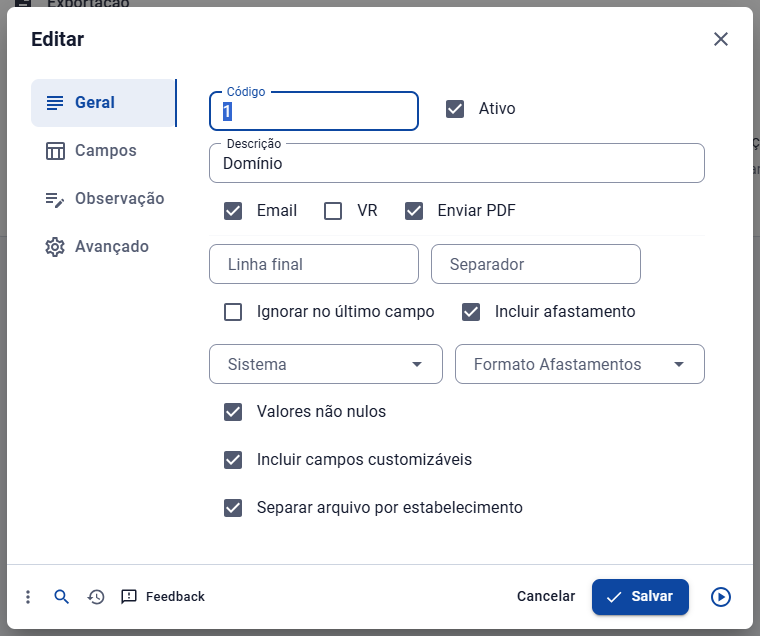 Exportação
Editar
Geral
Campos
Observação
Avançado
Código
1
Ativo
Descrição
Domínio
Email
VR
Enviar PDF
Linha final
Separador
Ignorar no último campo
Incluir afastamento
Sistema
Formato Afastamentos
Valores não nulos
Incluir campos customizáveis
Separar arquivo por estabelecimento
Feedback
Cancelar
Salvar